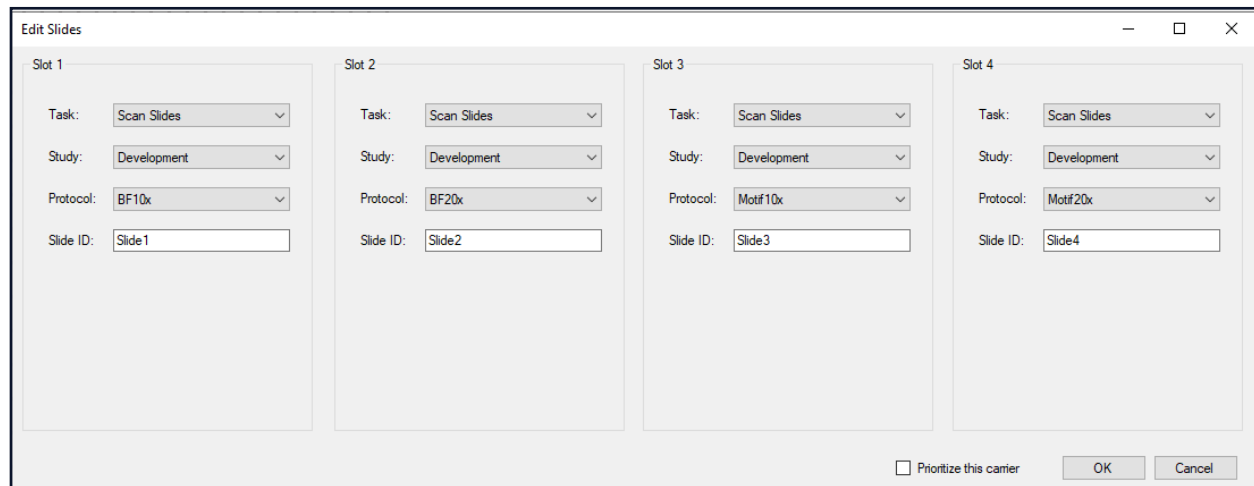 Edit Slides
Slot 1 Slot 2 Slot 3 Slot 4
Task: Scan Slides Task: Scan Slides Task: Scan Slides Task: Scan Slides
Study: Development Study: Development Study: Development Study: Development
Protocol: BF10x Protocol: BF20x Protocol: Motif10x Protocol: Motif20x
Slide ID: Slide1 Slide ID: Slide2 Slide ID: Slide3 Slide ID: Slide4
Prioritize this carrier OK Cancel